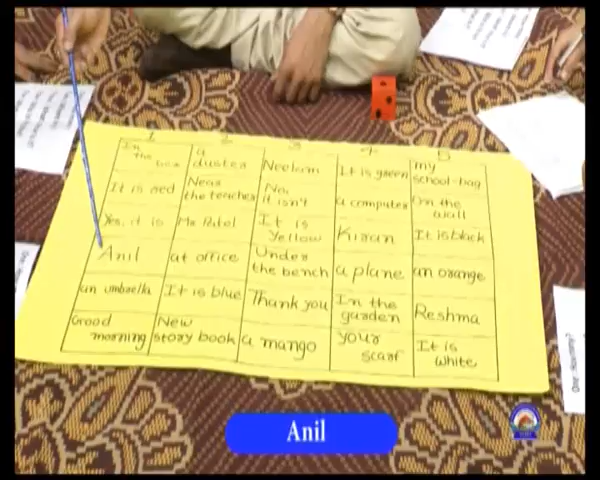 1 2 3 4 5
In the box
a duster
Neelam
It is green
my school-bag
It is red
Near the teacher
No, it isn't
a computer
On the wall
Yes, it is
Mr Patel
It is Yellow
Kiran
It is black
Anil
at office
Under the bench
a plane
an orange
an umbrella
It is blue
Thank you
In the garden
Reshma
Good morning
New story book
a mango
your scarf
It is white
Anil